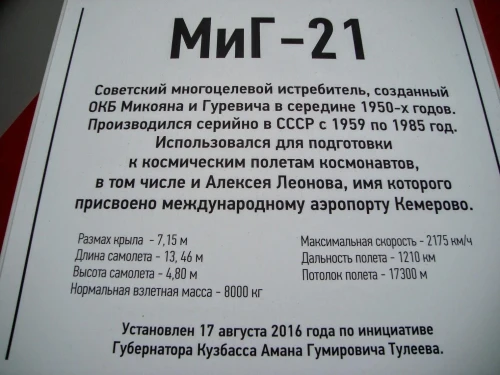 МиГ-21
Советский многоцелевой истребитель, созданный
ОКБ Микояна и Гуревича в середине 1950-х годов.
Производился серийно в СССР с 1959 по 1985 год.
Использовался для подготовки
к космическим полетам космонавтов,
в том числе и Алексея Леонова, имя которого
присвоено международному аэропорту Кемерово.
Размах крыла - 7,15 м
Длина самолета - 13, 46 м
Высота самолета - 4,80 м
Нормальная взлетная масса - 8000 кг
Максимальная скорость - 2175 км/ч
Дальность полета - 1210 км
Потолок полета - 17300 м
Установлен 17 августа 2016 года по инициативе
Губернатора Кузбасса Амана Гумировича Тулеева.